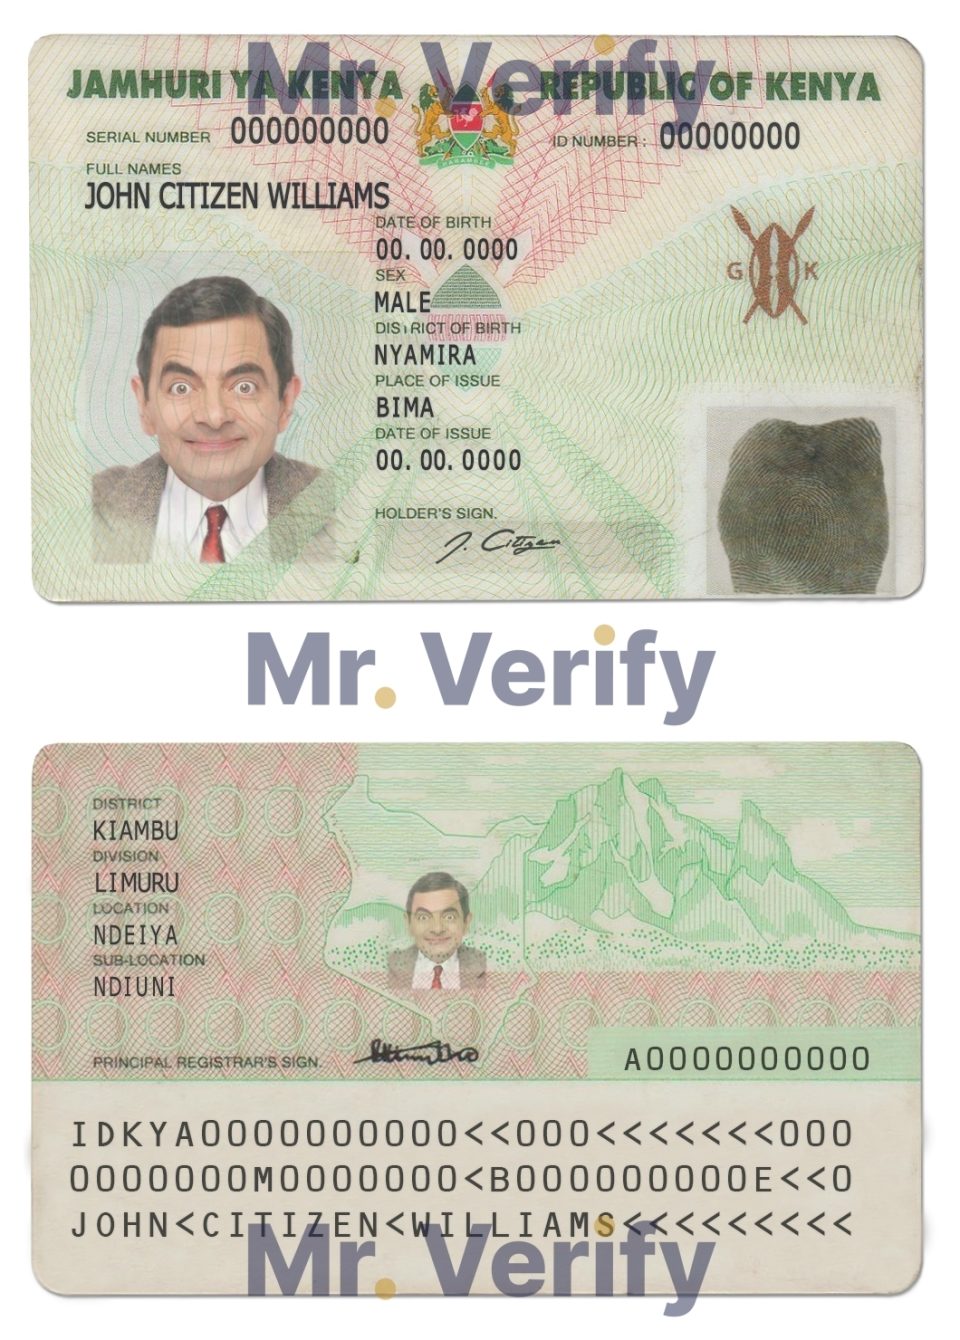 Mr. Verify
JAMHURI YA KENYA REPUBLIC OF KENYA
SERIAL NUMBER 000000000 ID NUMBER : 00000000
HARAMBEE
FULL NAMES
JOHN CITIZEN WILLIAMS
DATE OF BIRTH
00. 00. 0000
SEX
MALE
G K
DISTRICT OF BIRTH
NYAMIRA
PLACE OF ISSUE
BIMA
DATE OF ISSUE
00. 00. 0000
HOLDER'S SIGN.
J. Citizen
Mr. Verify
DISTRICT
KIAMBU
DIVISION
LIMURU
LOCATION
NDEIYA
SUB-LOCATION
NDIUNI
PRINCIPAL REGISTRAR'S SIGN.
A0000000000
IDKYA0000000000<<000<<<<<<<000
0000000M0000000<B0000000000E<<0
JOHN<CITIZEN<WILLIAMS<<<<<<<<<
Mr. Verify